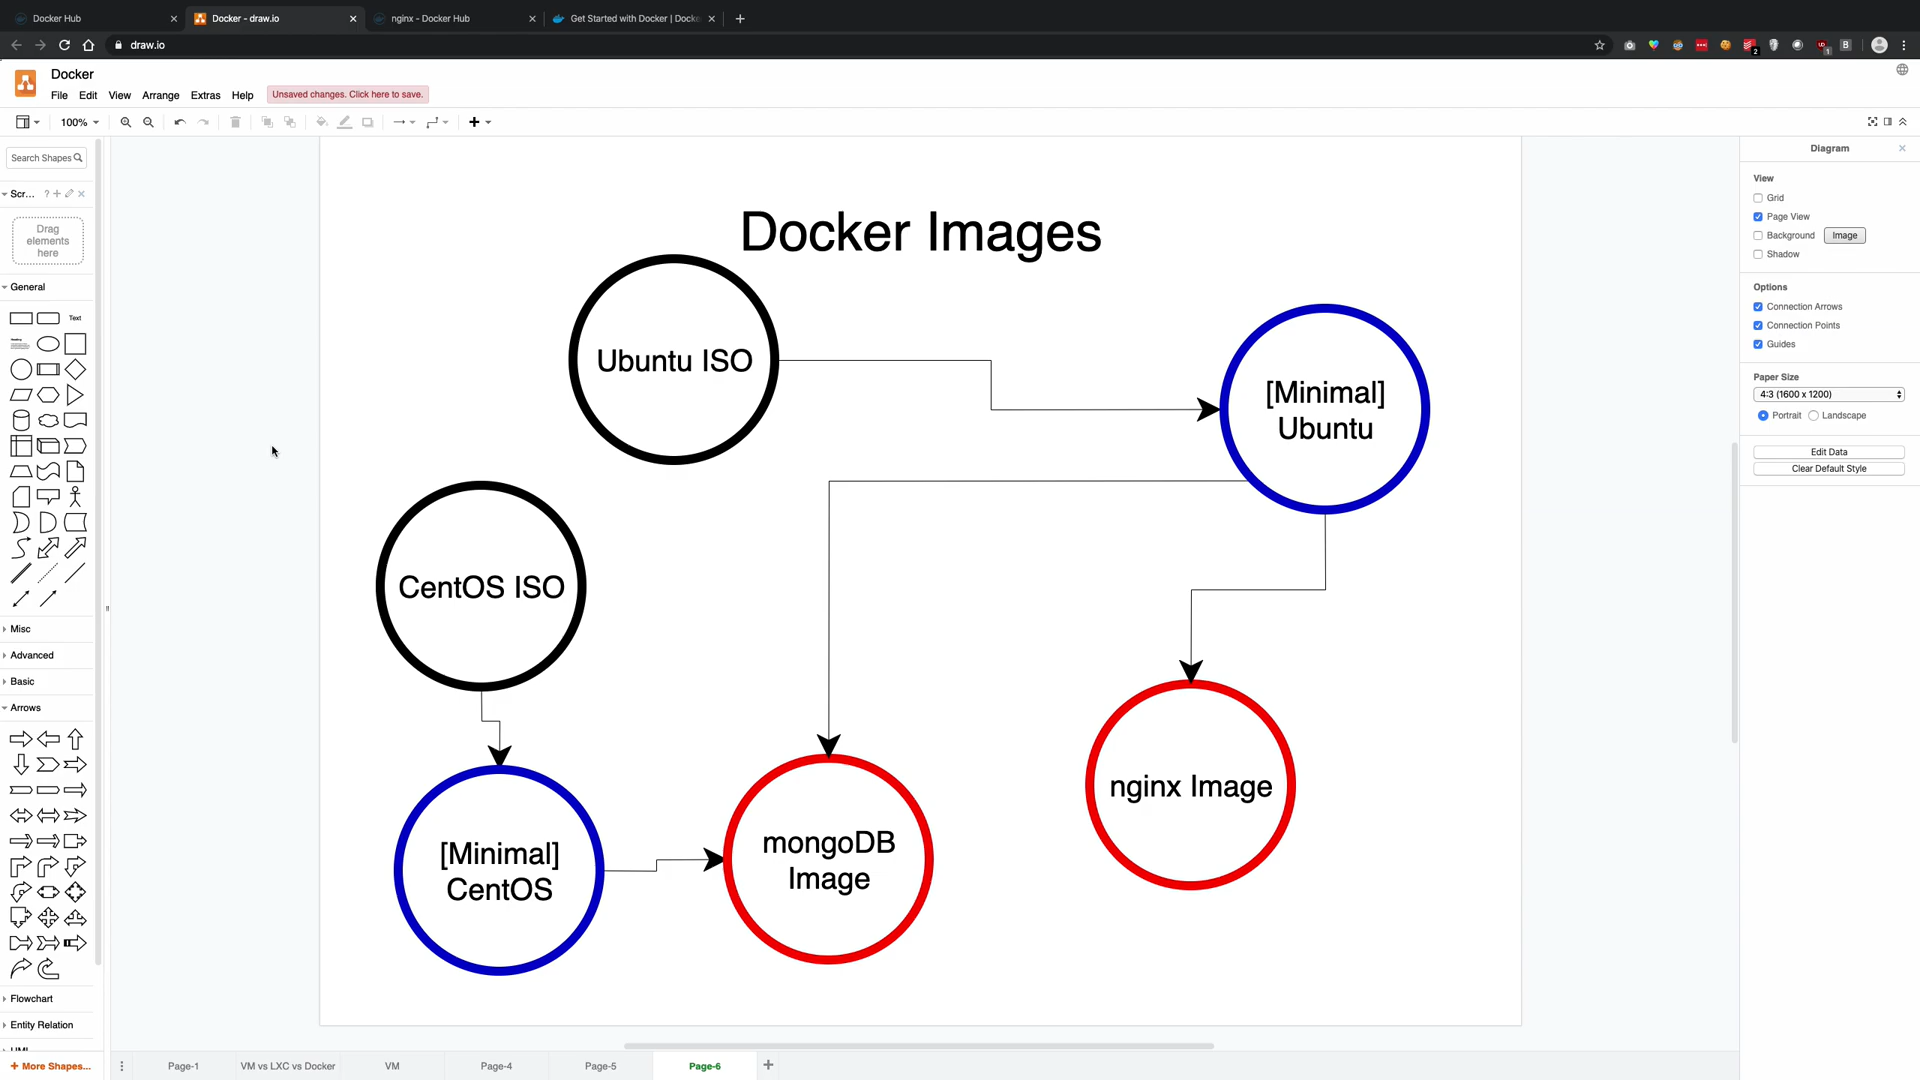 Docker Hub
Docker - draw.io
nginx - Docker Hub
Get Started with Docker | Docke
draw.io
2
1
B
Docker
File Edit View Arrange Extras Help
Unsaved changes. Click here to save.
100%
Search Shapes
Scr... ?
Drag
elements
here
General
Text
Heading
Misc
Advanced
Basic
Arrows
Flowchart
Entity Relation
UML
+ More Shapes...
Docker Images
Ubuntu ISO
[Minimal]
Ubuntu
CentOS ISO
[Minimal]
CentOS
mongoDB
Image
nginx Image
Diagram
View
Grid
Page View
Background Image
Shadow
Options
Connection Arrows
Connection Points
Guides
Paper Size
4:3 (1600 x 1200)
Portrait Landscape
Edit Data
Clear Default Style
Page-1 VM vs LXC vs Docker VM Page-4 Page-5 Page-6